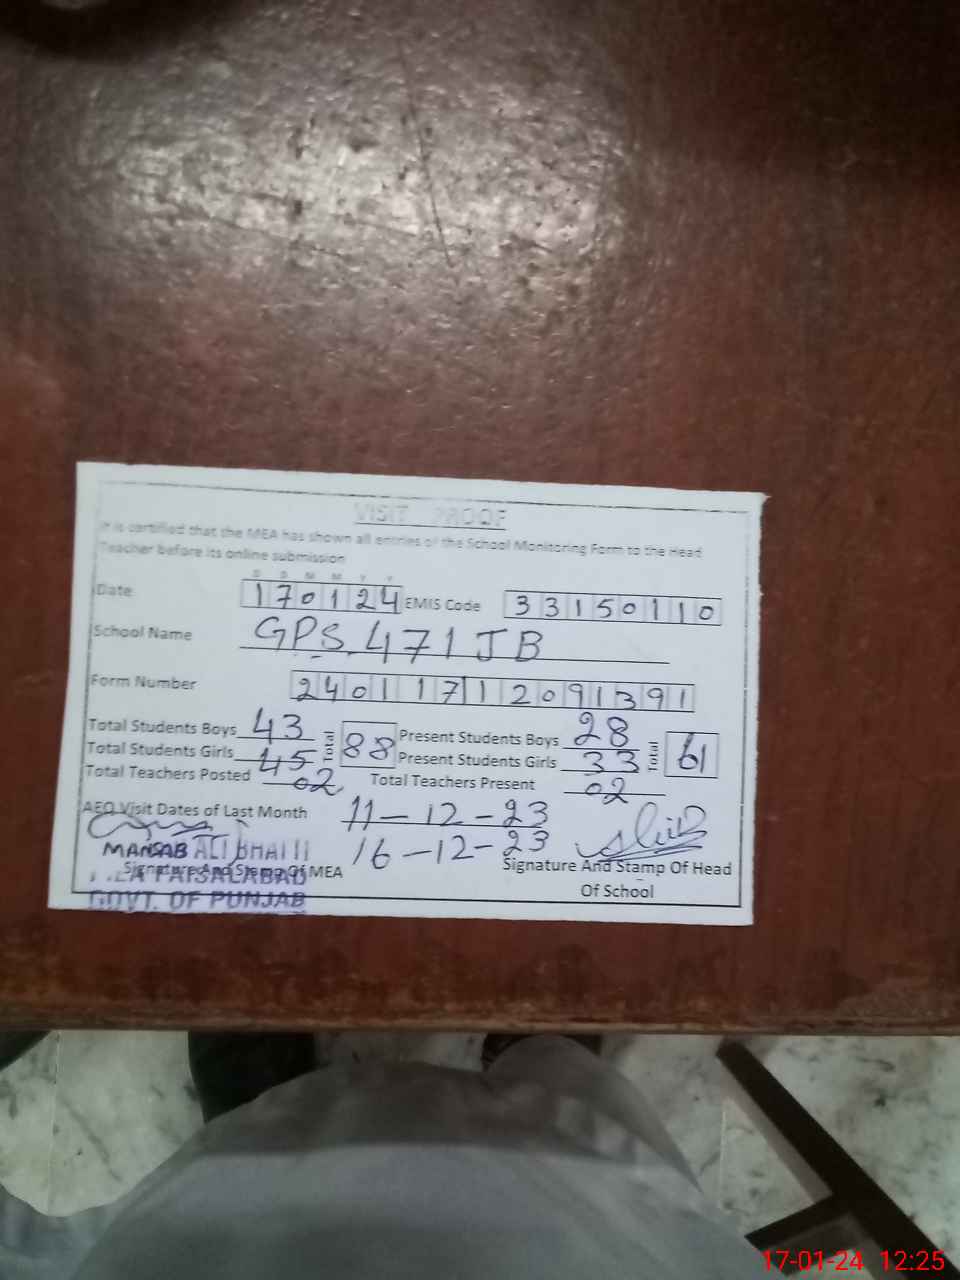 VISIT PROOF
It is certified that the MEA has shown all entries of the School Monitoring Form to the Head
Teacher before its online submission
D D M M Y Y
Date 170124 EMIS Code 33150110
School Name GPS 471 JB
Form Number 24011712091391
Total Students Boys 43 Total 88 Present Students Boys 28 Total 61
Total Students Girls 45 Present Students Girls 33
Total Teachers Posted 02 Total Teachers Present 02
AEO Visit Dates of Last Month 11-12-23
16-12-23
MANSAB ALI BHATTI
Signature And Stamp Of MEA
MEA FAISALABAD
GOVT. OF PUNJAB
Signature And Stamp Of Head
Of School
17-01-24 12:25